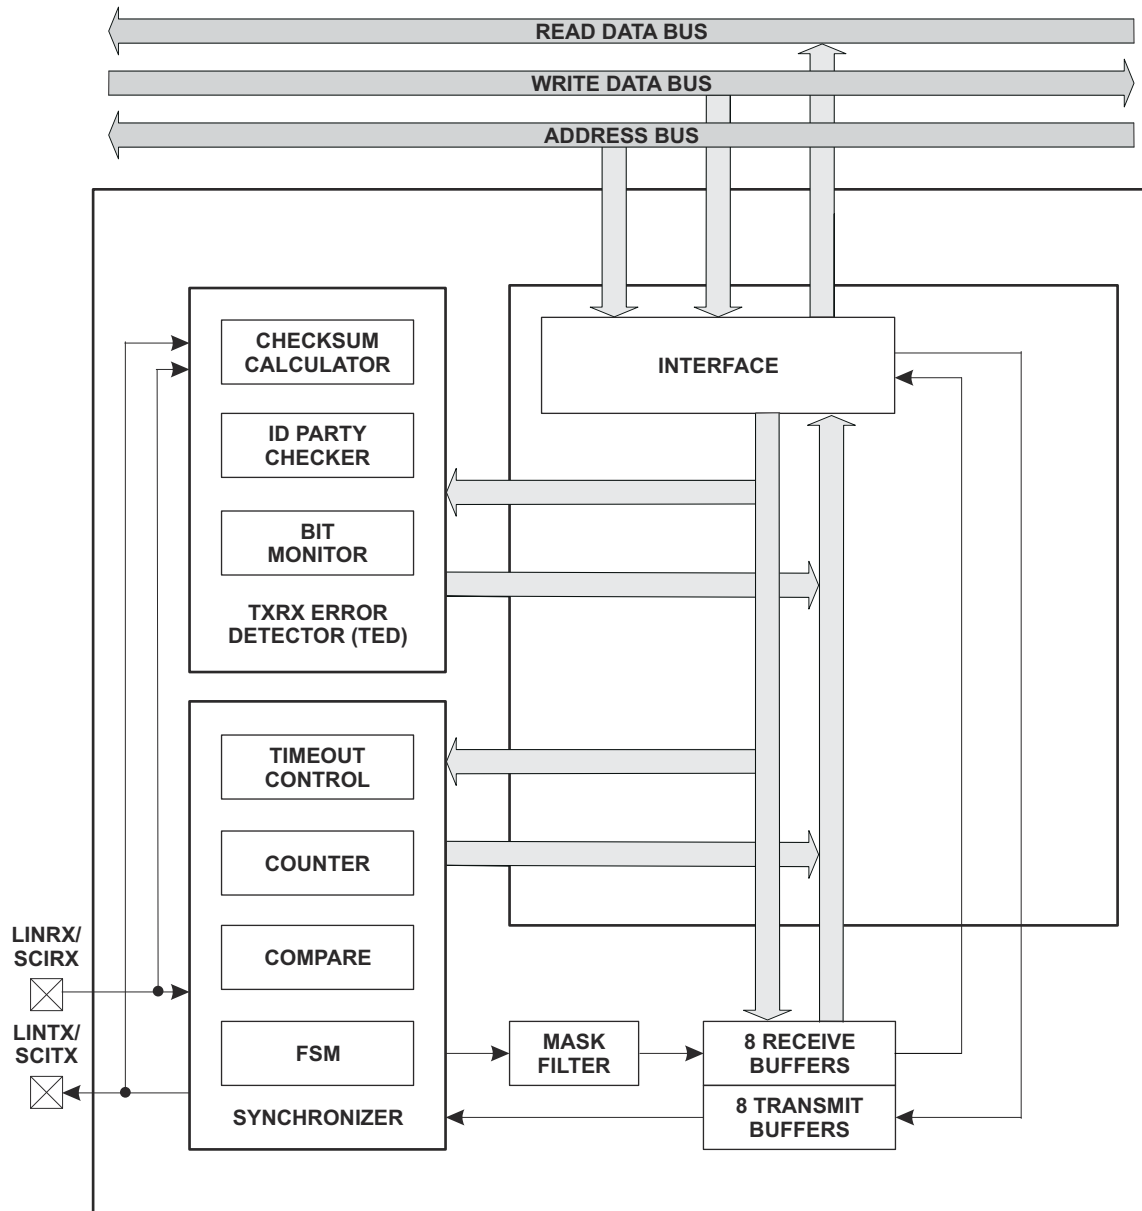 READ DATA BUS
WRITE DATA BUS
ADDRESS BUS
CHECKSUM
CALCULATOR
INTERFACE
ID PARTY
CHECKER
BIT
MONITOR
TXRX ERROR
DETECTOR (TED)
TIMEOUT
CONTROL
COUNTER
COMPARE
LINRX/
SCIRX
LINTX/
SCITX
FSM
SYNCHRONIZER
MASK
FILTER
8 RECEIVE
BUFFERS
8 TRANSMIT
BUFFERS